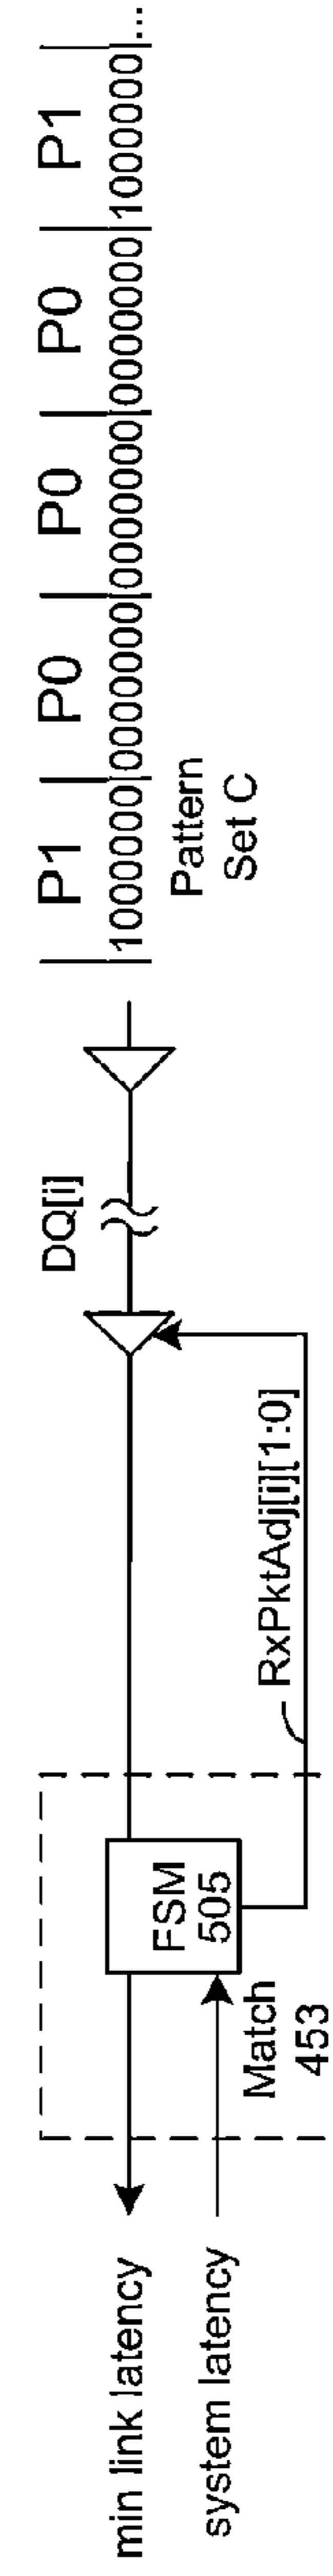 | P1 | P0 | P0 | P0 | P1 |
|1000000|0000000|0000000|0000000|1000000|...
Pattern
Set C
DQ[i]
RxPktAdj[i][1:0]
FSM
505
Match
453
min link latency
system latency